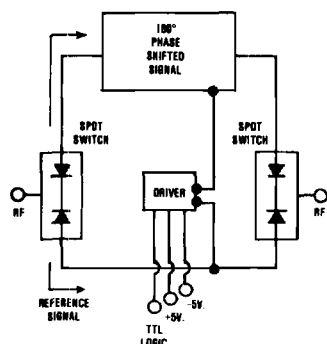 180°
PHASE
SHIFTED
SIGNAL
SPDT
SWITCH
SPDT
SWITCH
DRIVER
RF
RF
REFERENCE
SIGNAL
-5V.
+5V.
TTL
LOGIC